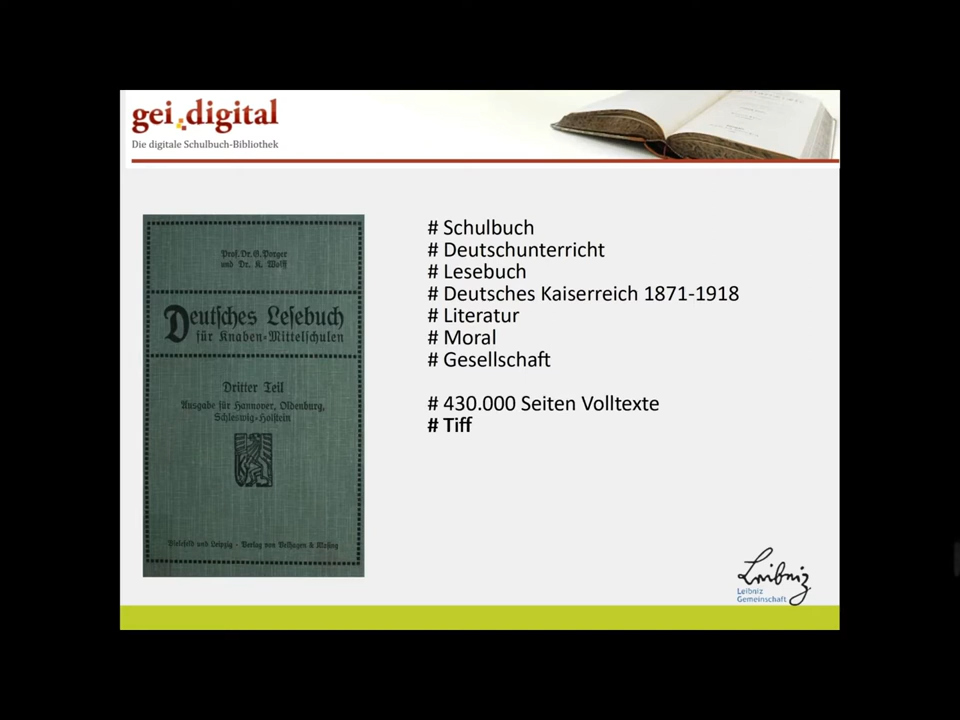 gei.digital
Die digitale Schulbuch-Bibliothek
Prof. Dr. G. Porger
und Dr. K. Wolff
Deutsches Lesebuch
für Knaben-Mittelschulen
Dritter Teil
Ausgabe für Hannover, Oldenburg,
Schleswig-Holstein
Bielefeld und Leipzig - Verlag von Velhagen & Klasing
# Schulbuch
# Deutschunterricht
# Lesebuch
# Deutsches Kaiserreich 1871-1918
# Literatur
# Moral
# Gesellschaft
# 430.000 Seiten Volltexte
# Tiff
Leibniz
Leibniz
Gemeinschaft